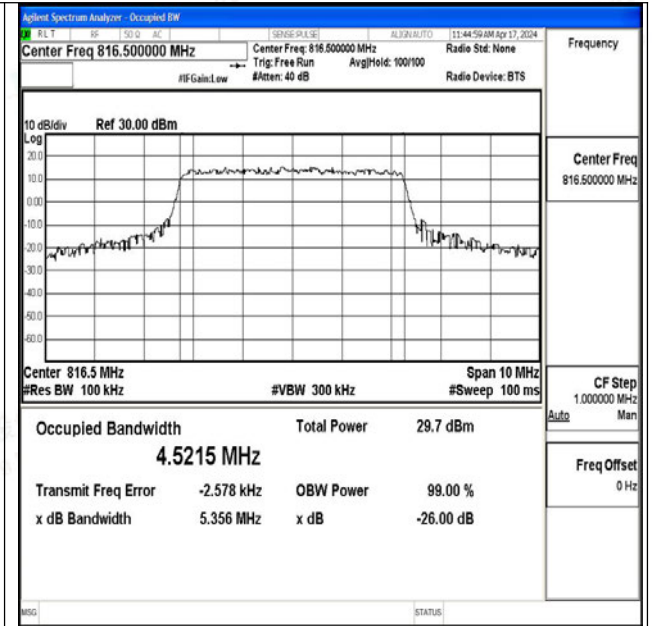 Agilent Spectrum Analyzer - Occupied BW
RL T RF 50 Ω AC SENSE:PULSE ALIGN AUTO 11:44:59 AM Apr 17, 2024
Center Freq 816.500000 MHz
Center Freq: 816.500000 MHz
Radio Std: None
Trig: Free Run Avg|Hold: 100/100
#IFGain:Low #Atten: 40 dB Radio Device: BTS
Frequency
10 dB/div Ref 30.00 dBm
Log
20.0
10.0
0.00
-10.0
-20.0
-30.0
-40.0
-50.0
-60.0
Center 816.5 MHz Span 10 MHz
#Res BW 100 kHz #VBW 300 kHz #Sweep 100 ms
Occupied Bandwidth Total Power 29.7 dBm
4.5215 MHz
Transmit Freq Error -2.578 kHz OBW Power 99.00 %
x dB Bandwidth 5.356 MHz x dB -26.00 dB
Center Freq
816.500000 MHz
CF Step
1.000000 MHz
Auto Man
Freq Offset
0 Hz
MSG STATUS